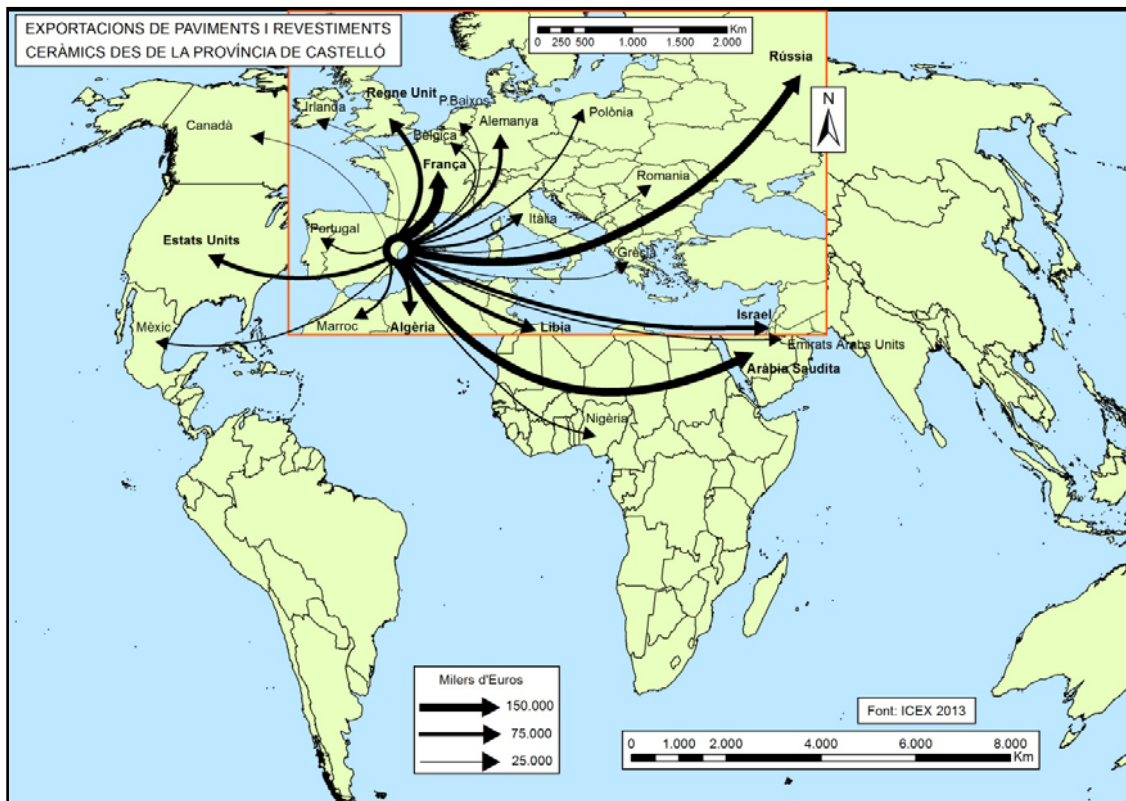 EXPORTACIONS DE PAVIMENTS I REVESTIMENTS
CERÀMICS DES DE LA PROVÍNCIA DE CASTELLÓ
0 250 500 1.000 1.500 2.000 Km
Rússia
N
Irlanda
Regne Unit
P.Baixos
Polònia
Canadà
Bèlgica
Alemanya
França
Romania
Portugal
Itàlia
Estats Units
Grècia
Mèxic
Marroc
Algèria
Líbia
Israel
Emirats Àrabs Units
Aràbia Saudita
Nigèria
Milers d'Euros
150.000
75.000
25.000
Font: ICEX 2013
0 1.000 2.000 4.000 6.000 8.000
Km